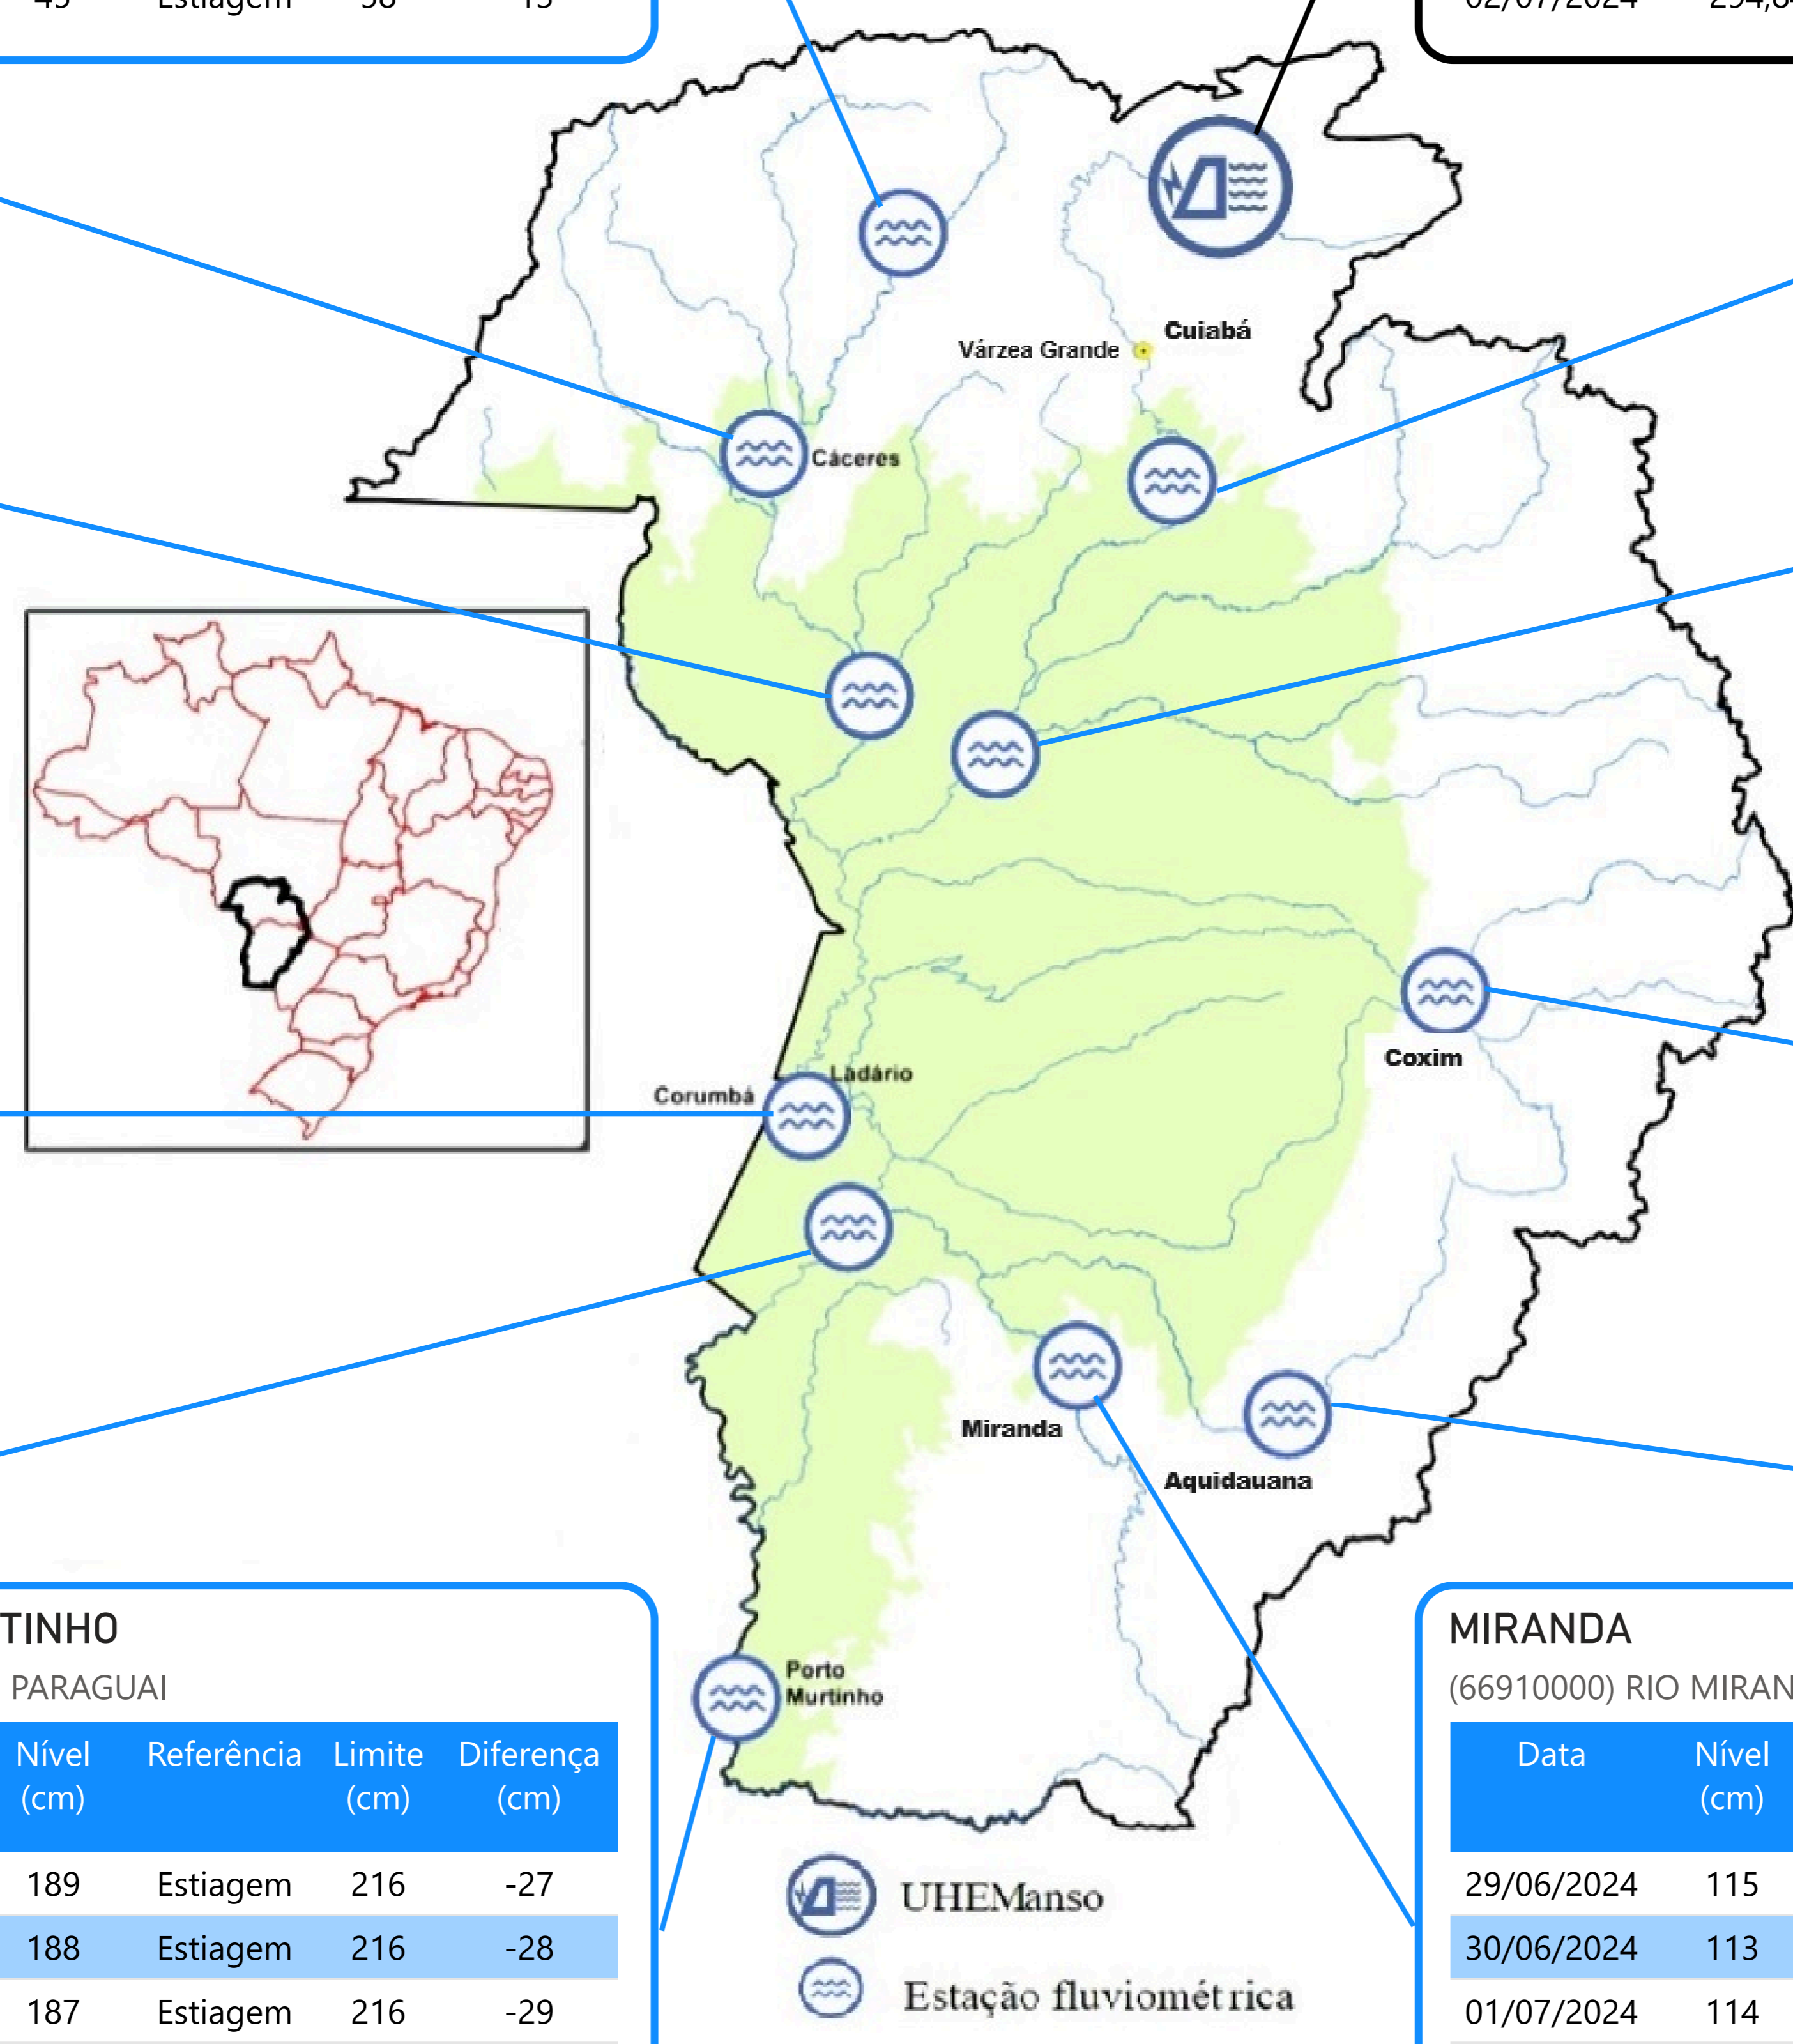 Estiagem
Cuiabá
Várzea Grande
Cáceres
Coxim
Ladário
Corumbá
Miranda
Aquidauana
Porto
Murtinho
TINHO
PARAGUAI
Nível Referência Limite Diferença
(cm) (cm) (cm)
189 Estiagem 216 -27
188 Estiagem 216 -28
187 Estiagem 216 -29
UHEManso
Estação fluviométrica
MIRANDA
(66910000) RIO MIRAN
Data Nível
(cm)
29/06/2024 115
30/06/2024 113
01/07/2024 114